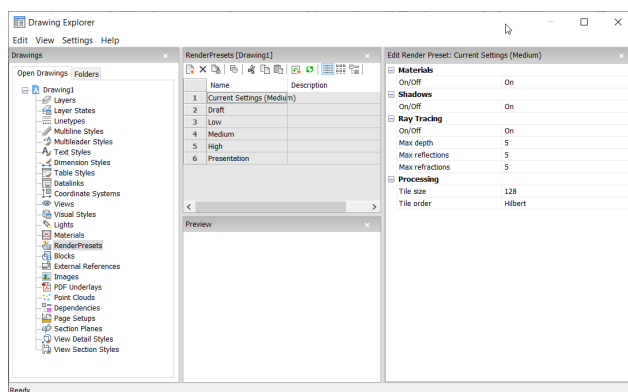 Drawing Explorer
Edit View Settings Help
Drawings
Open Drawings Folders
Drawing1
Layers
Layer States
Linetypes
Multiline Styles
Multileader Styles
Text Styles
Dimension Styles
Table Styles
Datalinks
Coordinate Systems
Views
Visual Styles
Lights
Materials
RenderPresets
Blocks
External References
Images
PDF Underlays
Point Clouds
Dependencies
Page Setups
Section Planes
View Detail Styles
View Section Styles
RenderPresets [Drawing1]
Name Description
1 Current Settings (Medium)
2 Draft
3 Low
4 Medium
5 High
6 Presentation
Preview
Edit Render Preset: Current Settings (Medium)
Materials
On/Off On
Shadows
On/Off On
Ray Tracing
On/Off On
Max depth 5
Max reflections 5
Max refractions 5
Processing
Tile size 128
Tile order Hilbert
Ready